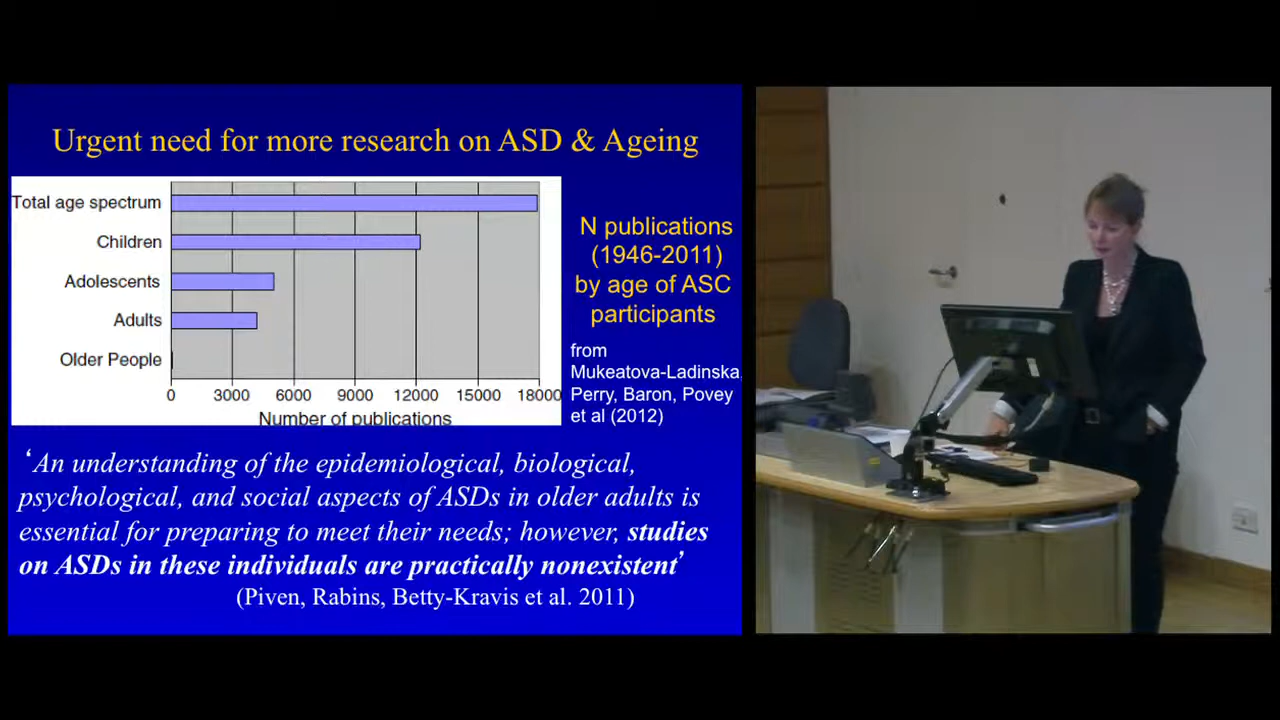 Urgent need for more research on ASD & Ageing
Total age spectrum
Children
Adolescents
Adults
Older People
0 3000 6000 9000 12000 15000 18000
Number of publications
N publications
(1946-2011)
by age of ASC
participants
from
Mukeatova-Ladinska,
Perry, Baron, Povey
et al (2012)
‘An understanding of the epidemiological, biological,
psychological, and social aspects of ASDs in older adults is
essential for preparing to meet their needs; however, studies
on ASDs in these individuals are practically nonexistent’
(Piven, Rabins, Betty-Kravis et al. 2011)